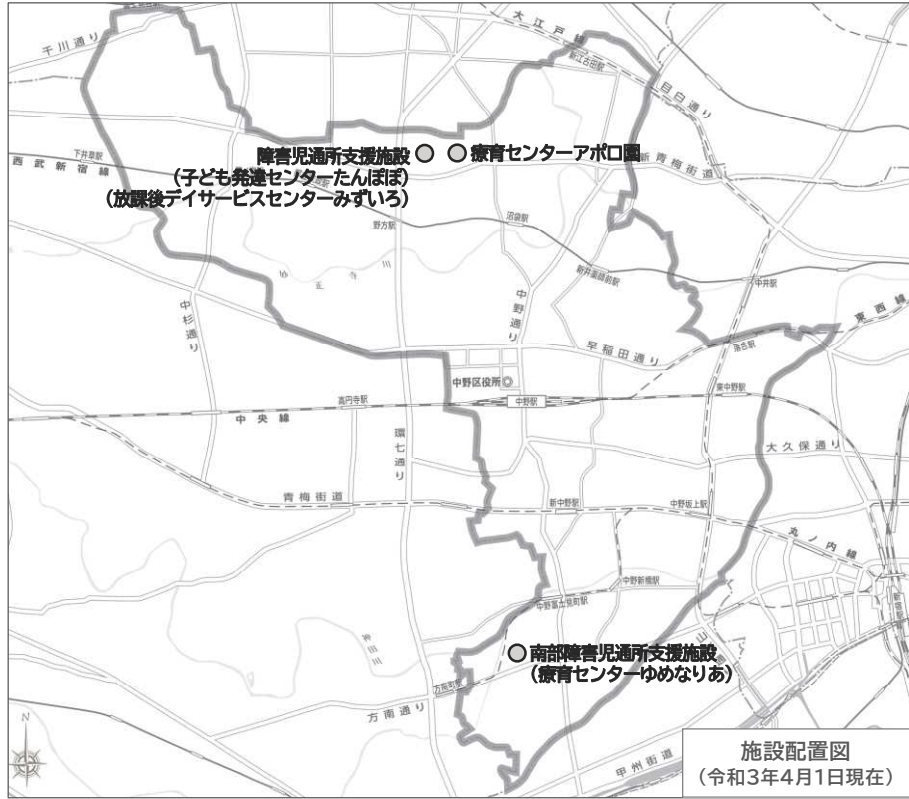 千川通り
大江戸線
新江古田駅
目白通り
下井草駅
西武新宿線
障害児通所支援施設
(子ども発達センターたんぽぽ)
(放課後デイサービスセンターみずいろ)
療育センターアポロ園
新青梅街道
野方駅
沼袋駅
妙正寺川
新井薬師前駅
中井駅
中杉通り
中野通り
東西線
早稲田通り
落合駅
中野区役所
高円寺駅
中野駅
東中野駅
中央線
環七通り
大久保通り
青梅街道
新中野駅
中野坂上駅
丸ノ内線
中野新橋駅
中野富士見町駅
南部障害児通所支援施設
(療育センターゆめなりあ)
方南町駅
方南通り
甲州街道
N
施設配置図
(令和3年4月1日現在)